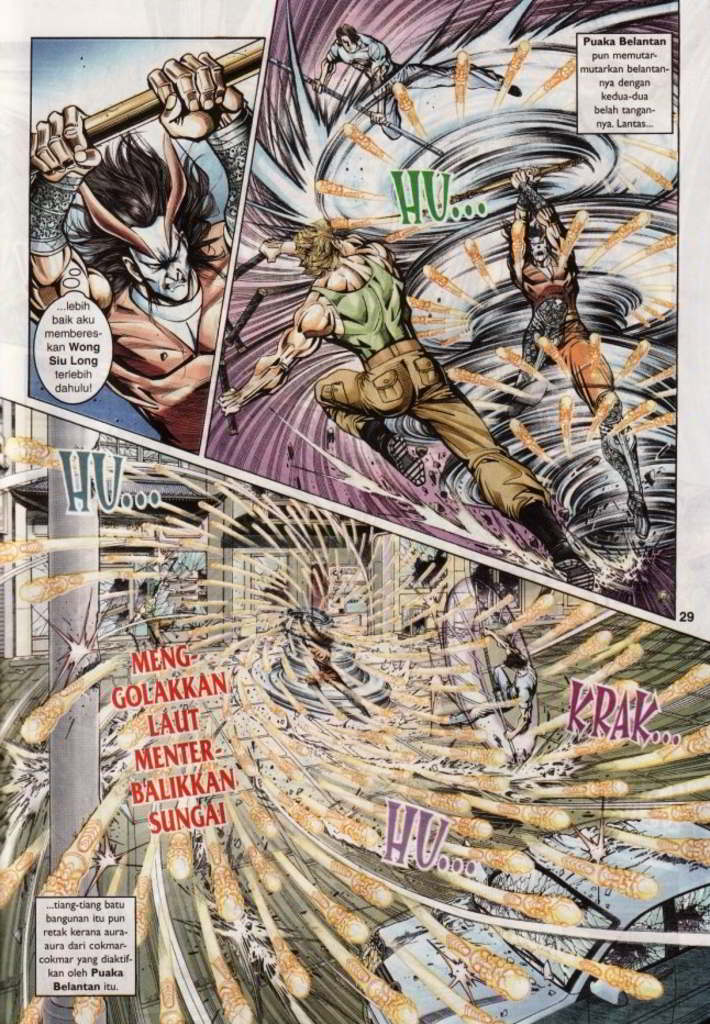 ...lebih
baik aku
memberes-
kan Wong
Siu Long
terlebih
dahulu!
Puaka Belantan
pun memutar-
mutarkan belantan-
nya dengan
kedua-dua
belah tangan-
nya. Lantas...
HU...
29
HU...
MENG-
GOLAKKAN
LAUT
MENTER-
BALIKKAN
SUNGAI
KRAK...
HU...
...tiang-tiang batu
bangunan itu pun
retak kerana aura-
aura dari cokmar-
cokmar yang diaktif-
kan oleh Puaka
Belantan itu.